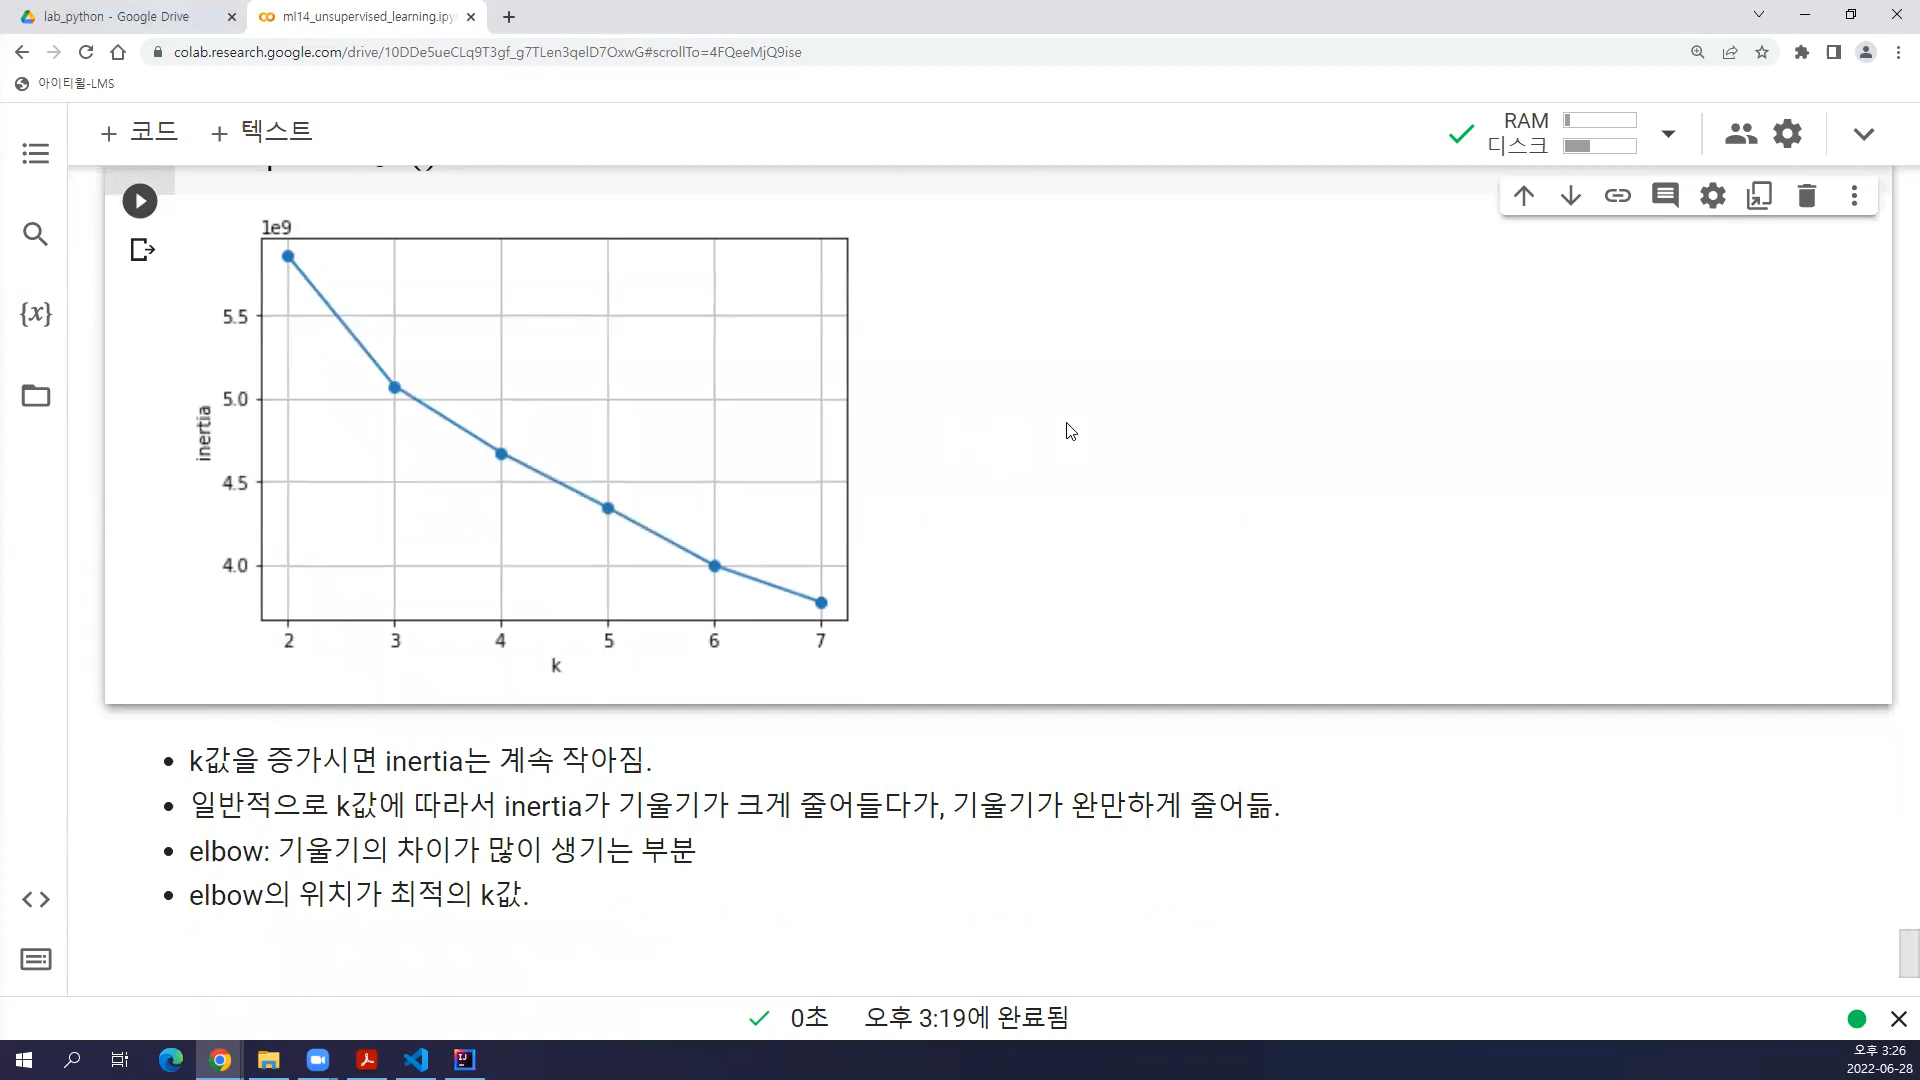 lab_python - Google Drive
ml14_unsupervised_learning.ipy
colab.research.google.com/drive/10DDe5ueCLq9T3gf_g7TLen3qelD7OxwG#scrollTo=4FQeeMjQ9ise
아이티윌-LMS
+ 코드 + 텍스트
RAM
디스크
{x}
1e9
5.5
5.0
4.5
4.0
inertia
2 3 4 5 6 7
k
• k값을 증가시면 inertia는 계속 작아짐.
• 일반적으로 k값에 따라서 inertia가 기울기가 크게 줄어들다가, 기울기가 완만하게 줄어듦.
• elbow: 기울기의 차이가 많이 생기는 부분
• elbow의 위치가 최적의 k값.
0초 오후 3:19에 완료됨
오후 3:26
2022-06-28